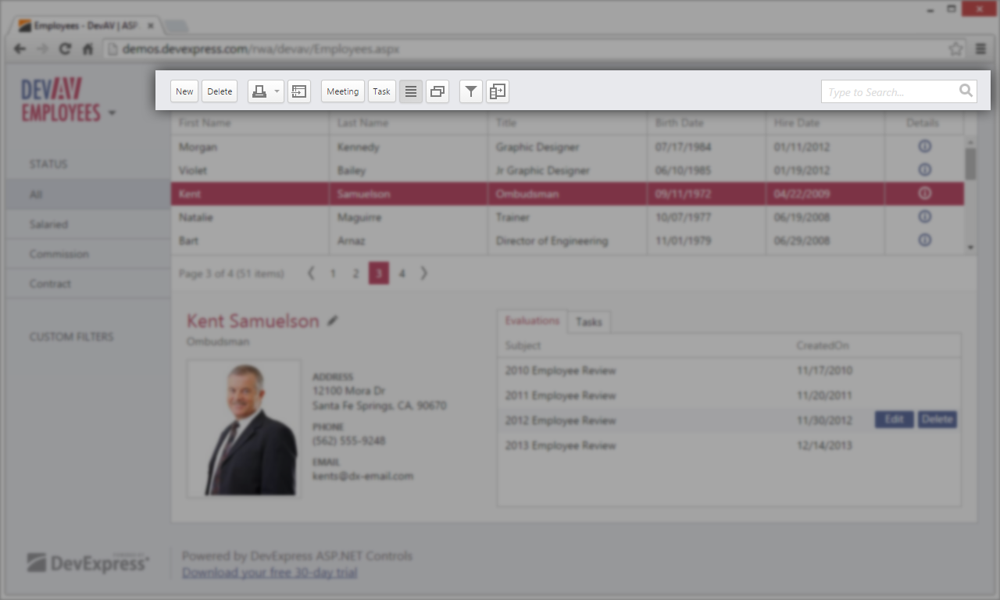 Employees - DevAV | ASP.
demos.devexpress.com/rwa/devav/Employees.aspx
DEVAV
EMPLOYEES
New Delete Meeting Task Type to Search...
First Name Last Name Title Birth Date Hire Date Details
Morgan Kennedy Graphic Designer 07/17/1984 01/11/2012
Violet Bailey Jr Graphic Designer 06/10/1985 01/19/2012
Kent Samuelson Ombudsman 09/11/1972 04/22/2009
Natalie Maguirre Trainer 10/07/1977 06/19/2008
Bart Arnaz Director of Engineering 11/01/1979 06/29/2008
Page 3 of 4 (51 items) 1 2 3 4
STATUS
All
Salaried
Commission
Contract
CUSTOM FILTERS
Kent Samuelson
Ombudsman
ADDRESS
12100 Mora Dr
Santa Fe Springs, CA, 90670
PHONE
(562) 555-9248
EMAIL
kents@dx-email.com
Evaluations Tasks
Subject CreatedOn
2010 Employee Review 11/17/2010
2011 Employee Review 11/20/2011
2012 Employee Review 11/30/2012 Edit Delete
2013 Employee Review 12/14/2013
POWERED BY
DevExpress
Powered by DevExpress ASP.NET Controls
Download your free 30-day trial